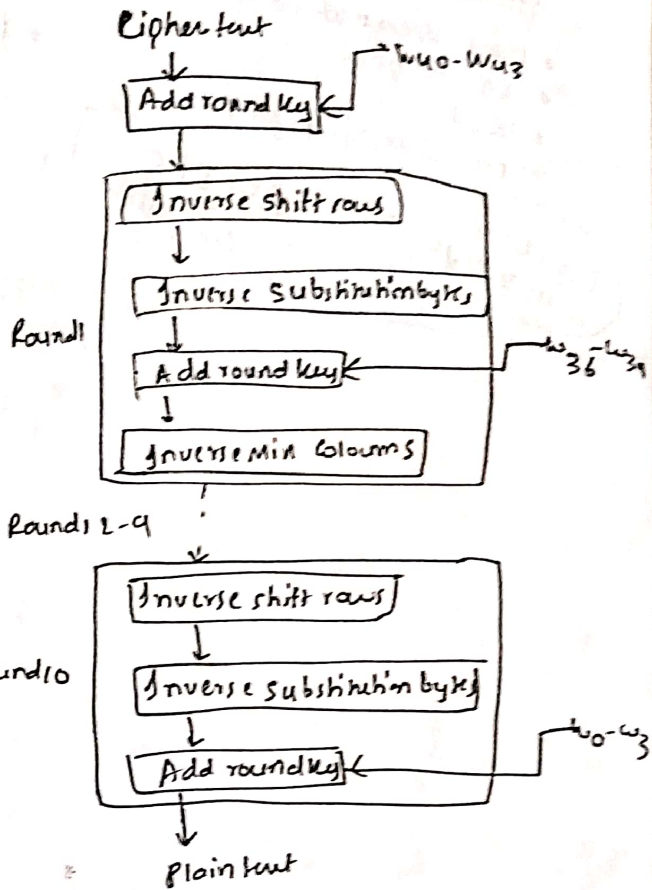 Ciphertext
W40-W43
Add round key
Inverse shift rows
Inverse Substitution bytes
Round1
Add round key
W36-W39
Inverse Mix Coloumns
Rounds 2-9
Inverse shift rows
und10
Inverse substitution bytes
Add round key
W0-W3
Plaintext